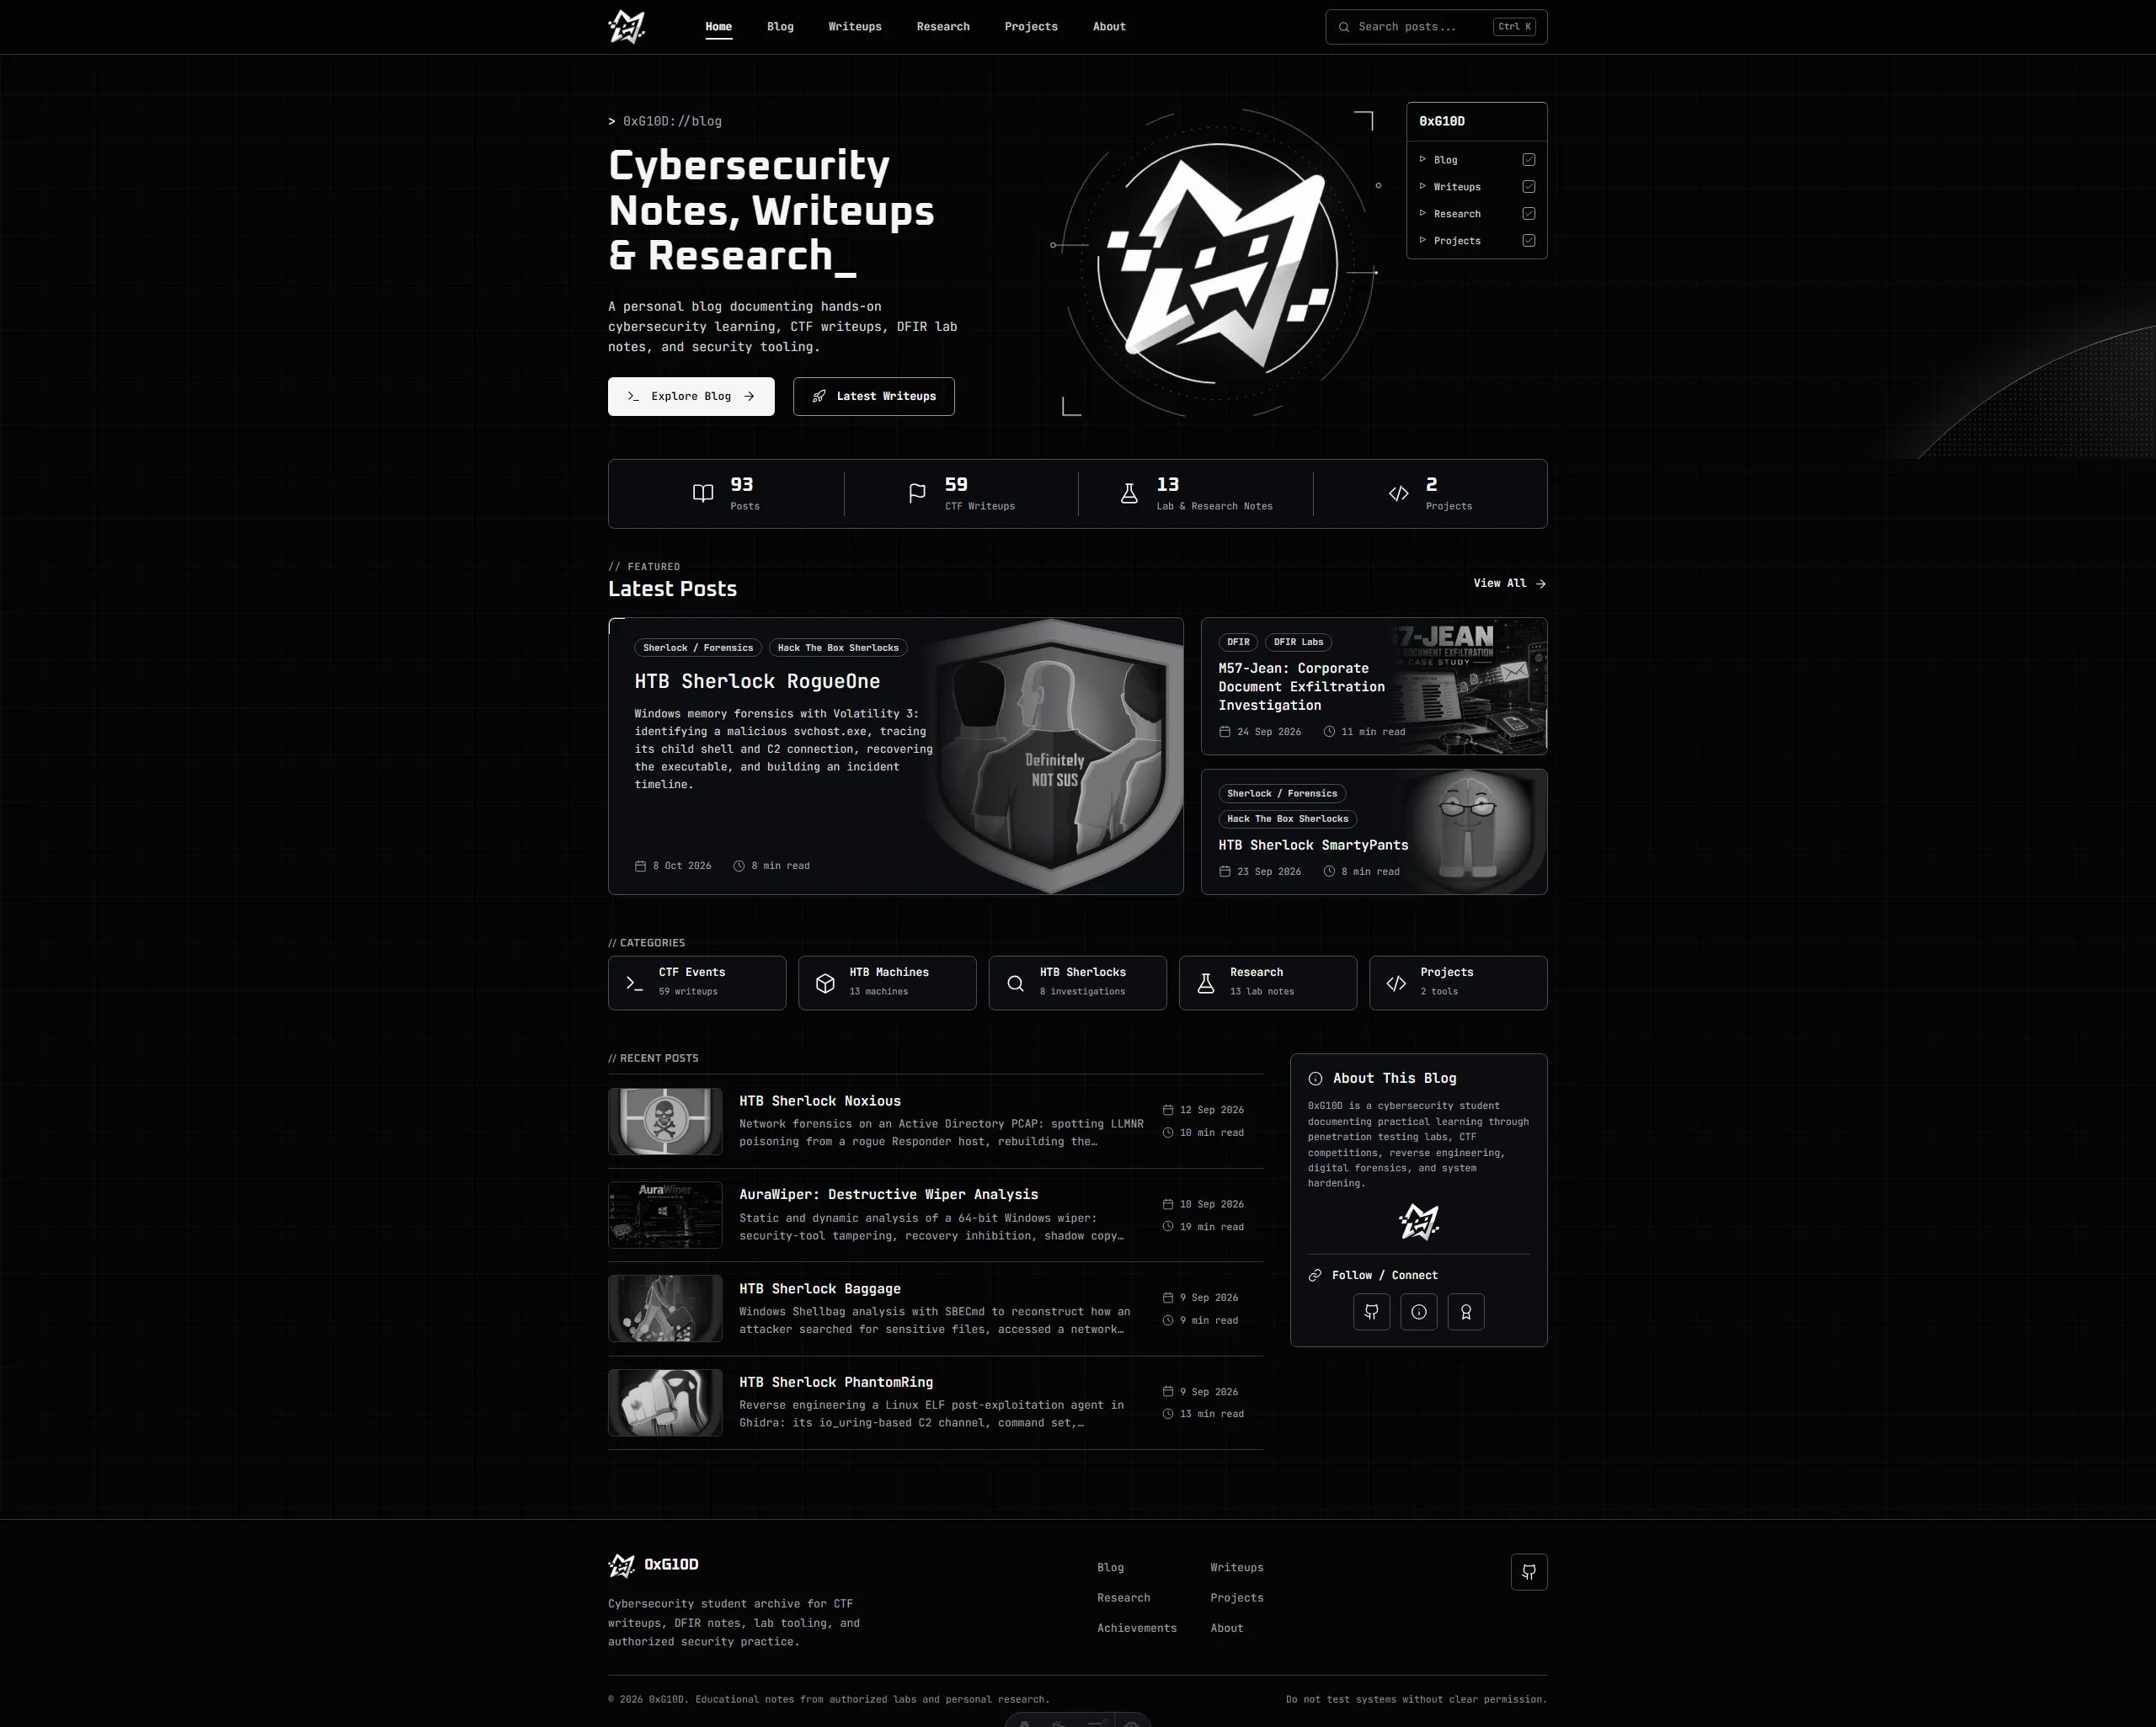 Home Blog Writeups Research Projects About
Search posts... Ctrl K
> 0xG10D://blog
Cybersecurity
Notes, Writeups
& Research_
A personal blog documenting hands-on
cybersecurity learning, CTF writeups, DFIR lab
notes, and security tooling.
>_ Explore Blog →
Latest Writeups
0xG10D
Blog
Writeups
Research
Projects
93
Posts
59
CTF Writeups
13
Lab & Research Notes
2
Projects
// FEATURED
Latest Posts
View All →
Sherlock / Forensics Hack The Box Sherlocks
HTB Sherlock RogueOne
Windows memory forensics with Volatility 3:
identifying a malicious svchost.exe, tracing
its child shell and C2 connection, recovering
the executable, and building an incident
timeline.
8 Oct 2026 8 min read
Definitely
NOT SUS
DFIR DFIR Labs
M57-Jean: Corporate
Document Exfiltration
Investigation
24 Sep 2026 11 min read
7-JEAN
DOCUMENT EXFILTRATION
CASE STUDY
Sherlock / Forensics
Hack The Box Sherlocks
HTB Sherlock SmartyPants
23 Sep 2026 8 min read
// CATEGORIES
CTF Events
59 writeups
HTB Machines
13 machines
HTB Sherlocks
8 investigations
Research
13 lab notes
Projects
2 tools
// RECENT POSTS
HTB Sherlock Noxious
Network forensics on an Active Directory PCAP: spotting LLMNR
poisoning from a rogue Responder host, rebuilding the…
12 Sep 2026
10 min read
AuraWiper
AuraWiper: Destructive Wiper Analysis
Static and dynamic analysis of a 64-bit Windows wiper:
security-tool tampering, recovery inhibition, shadow copy…
10 Sep 2026
19 min read
HTB Sherlock Baggage
Windows Shellbag analysis with SBECmd to reconstruct how an
attacker searched for sensitive files, accessed a network…
9 Sep 2026
9 min read
HTB Sherlock PhantomRing
Reverse engineering a Linux ELF post-exploitation agent in
Ghidra: its io_uring-based C2 channel, command set,…
9 Sep 2026
13 min read
About This Blog
0xG10D is a cybersecurity student
documenting practical learning through
penetration testing labs, CTF
competitions, reverse engineering,
digital forensics, and system
hardening.
Follow / Connect
0xG10D
Cybersecurity student archive for CTF
writeups, DFIR notes, lab tooling, and
authorized security practice.
Blog Writeups
Research Projects
Achievements About
© 2026 0xG10D. Educational notes from authorized labs and personal research.
Do not test systems without clear permission.